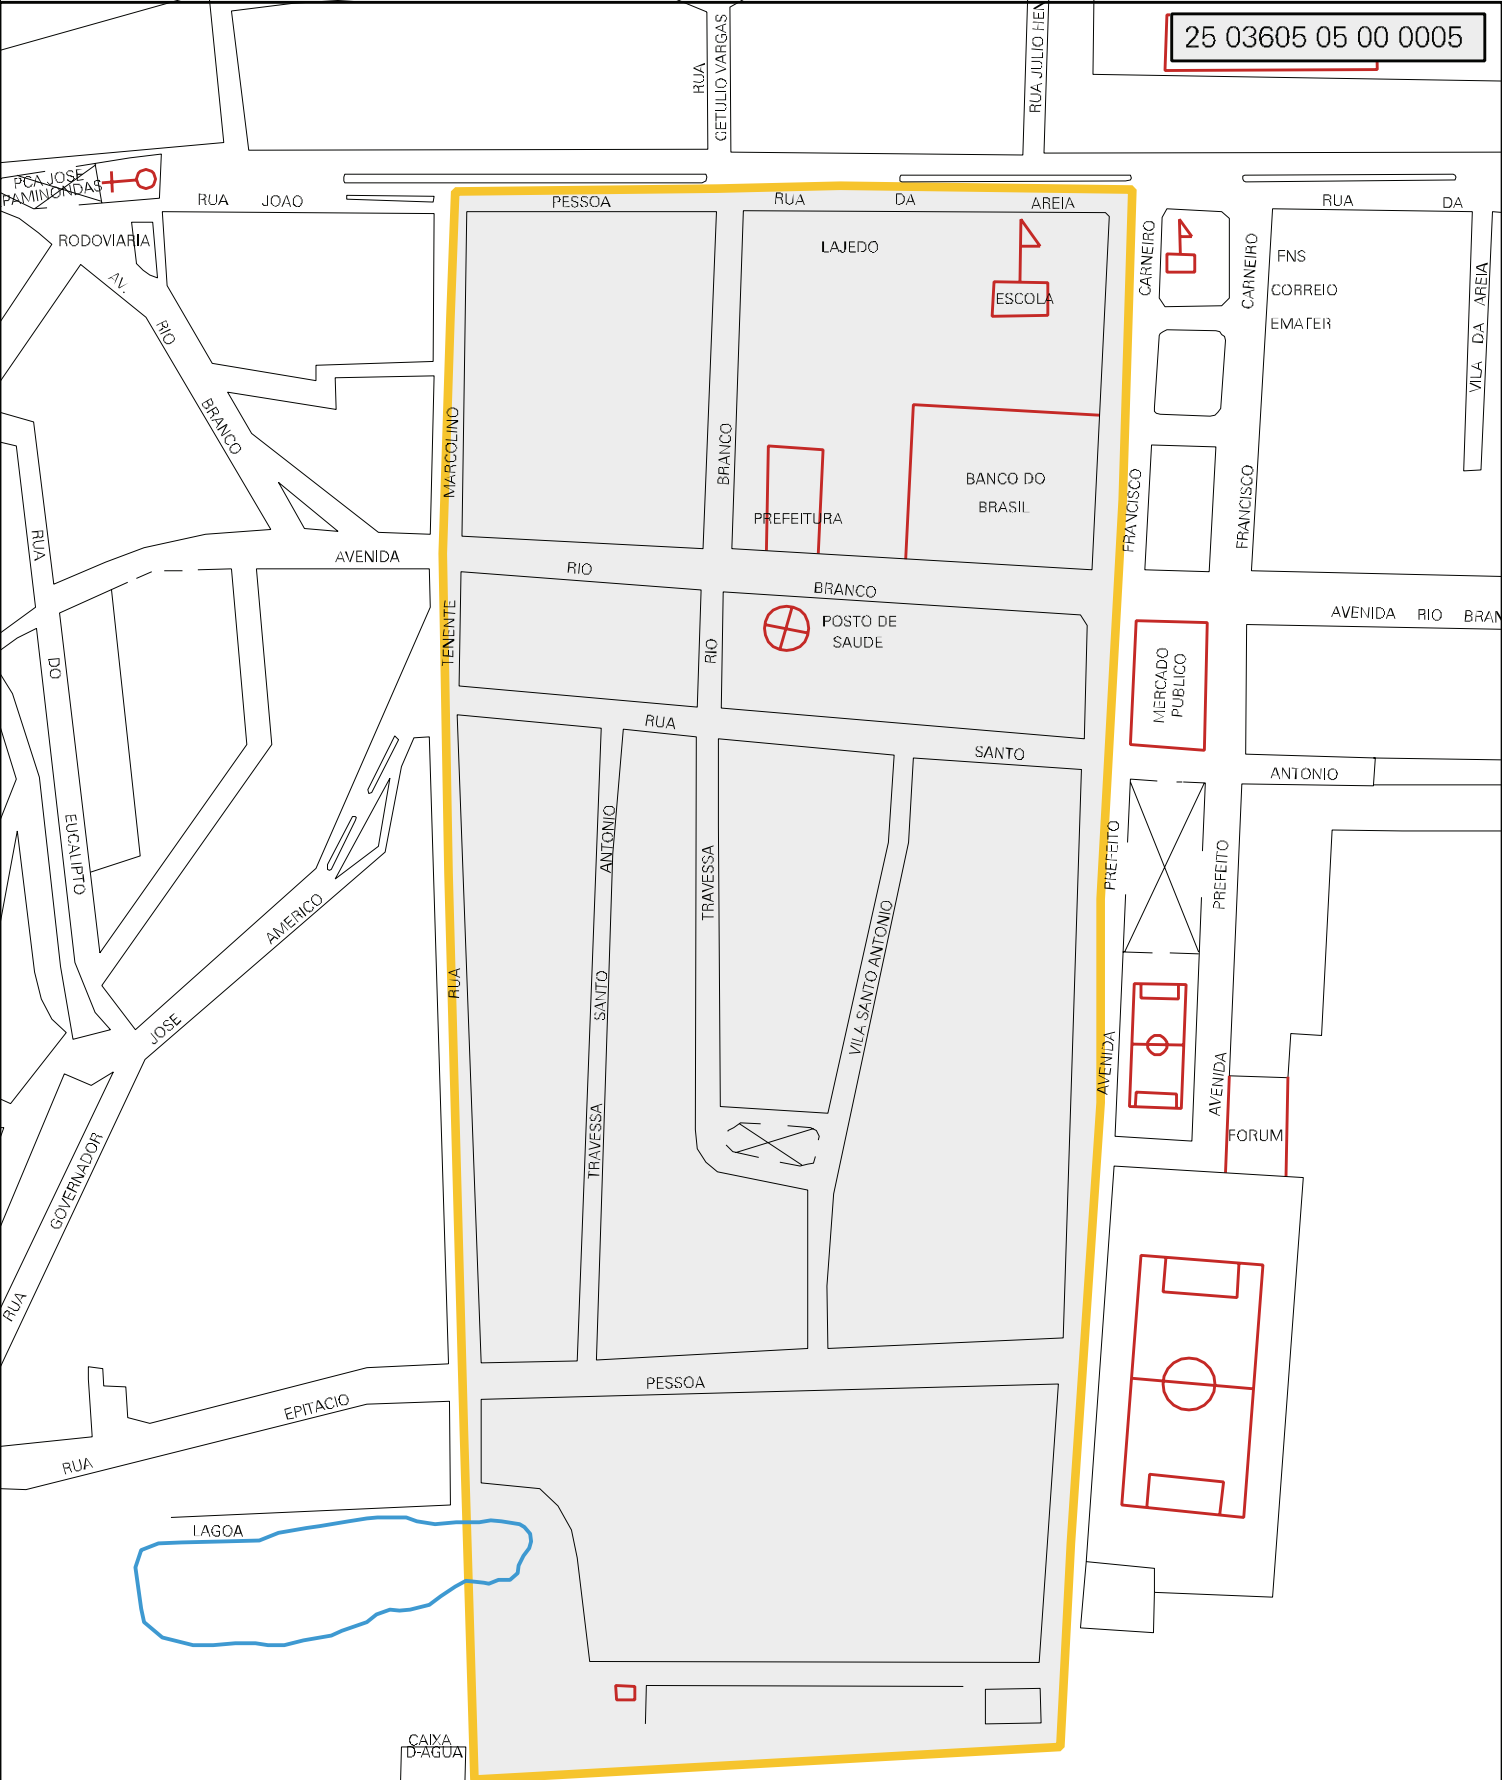 25 03605 05 00 0005
RUA
GETULIO VARGAS
RUA JULIO HEN
PCA JOSE
PAMINONDAS
RUA JOAO PESSOA
RUA DA AREIA
RUA DA
RODOVIARIA
LAJEDO
ESCOLA
CARNEIRO
CARNEIRO
FNS
CORREIO
EMATER
VILA DA AREIA
AV. RIO BRANCO
MARCOLINO
BRANCO
BANCO DO
BRASIL
PREFEITURA
FRANCISCO
FRANCISCO
RUA
AVENIDA
RIO
BRANCO
AVENIDA RIO BRAN
TENENTE
RIO
POSTO DE
SAUDE
MERCADO
PUBLICO
DO
RUA
SANTO
ANTONIO
EUCALIPTO
ANTONIO
TRAVESSA
PREFEITO
PREFEITO
AMERICO
VILA SANTO ANTONIO
RUA
SANTO
JOSE
AVENIDA
AVENIDA
TRAVESSA
FORUM
GOVERNADOR
RUA
PESSOA
EPITACIO
RUA
LAGOA
CAIXA
D-AGUA